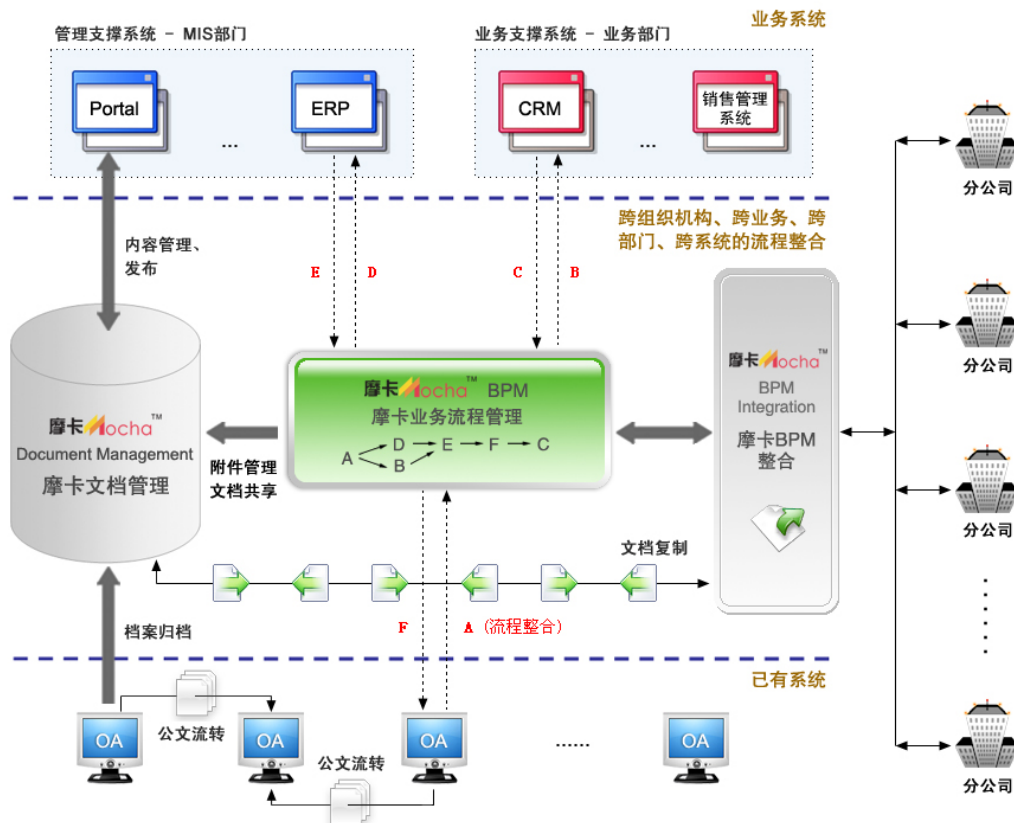 业务系统
管理支撑系统 - MIS部门
业务支撑系统 - 业务部门
Portal
...
ERP
CRM
...
销售管理
系统
分公司
跨组织机构、跨业务、跨
部门、跨系统的流程整合
内容管理、
发布
E
D
C
B
分公司
摩卡Mocha™
Document Management
摩卡文档管理
附件管理
文档共享
摩卡Mocha™ BPM
摩卡业务流程管理
A
D
E
F
C
B
摩卡Mocha™
BPM
Integration
摩卡BPM
整合
分公司
文档复制
档案归档
F
A (流程整合)
已有系统
OA
公文流转
OA
公文流转
OA
......
OA
分公司